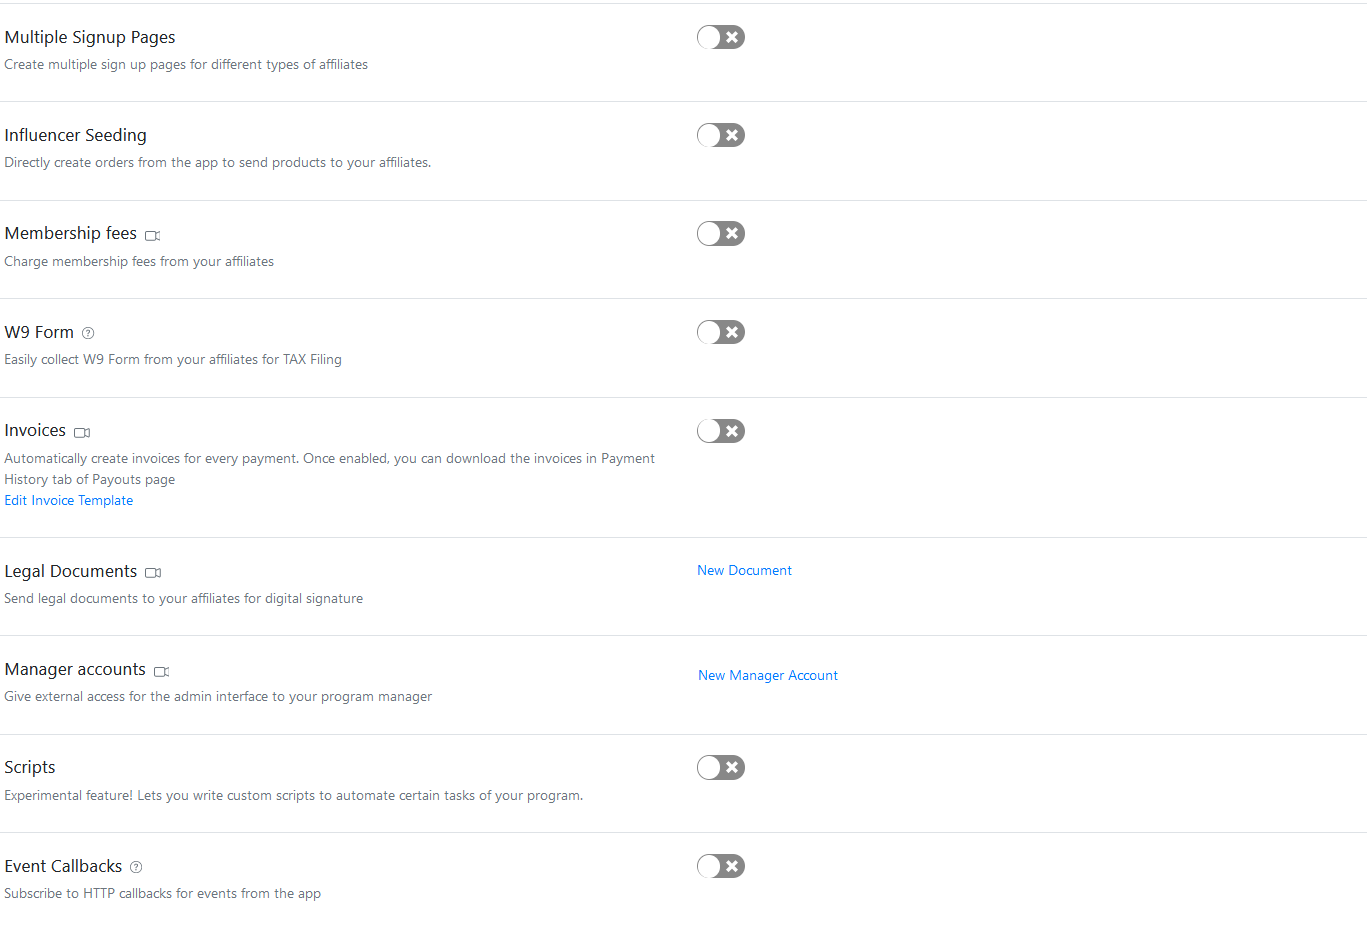 Multiple Signup Pages
Create multiple sign up pages for different types of affiliates
Influencer Seeding
Directly create orders from the app to send products to your affiliates.
Membership fees
Charge membership fees from your affiliates
W9 Form
Easily collect W9 Form from your affiliates for TAX Filing
Invoices
Automatically create invoices for every payment. Once enabled, you can download the invoices in Payment
History tab of Payouts page
Edit Invoice Template
Legal Documents
New Document
Send legal documents to your affiliates for digital signature
Manager accounts
New Manager Account
Give external access for the admin interface to your program manager
Scripts
Experimental feature! Lets you write custom scripts to automate certain tasks of your program.
Event Callbacks
Subscribe to HTTP callbacks for events from the app